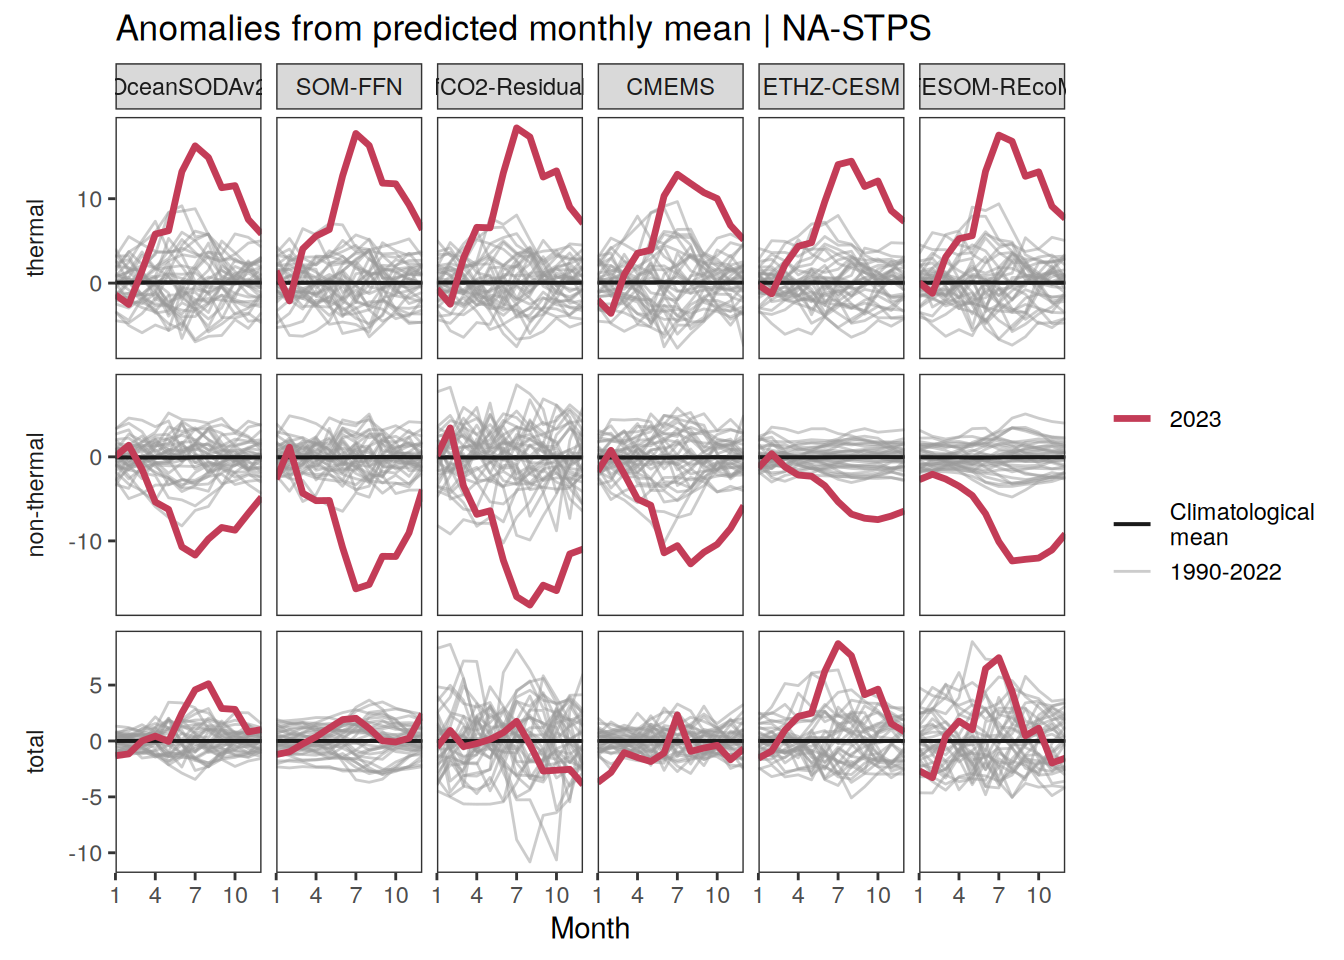 Anomalies from predicted monthly mean | NA-STPS
OceanSODAv2 SOM-FFN fCO2-Residual CMEMS ETHZ-CESM FESOM-REcoM
thermal
10
0
non-thermal
0
-10
total
5
0
-5
-10
1 4 7 10 1 4 7 10 1 4 7 10 1 4 7 10 1 4 7 10 1 4 7 10
Month
2023
Climatological
mean
1990-2022